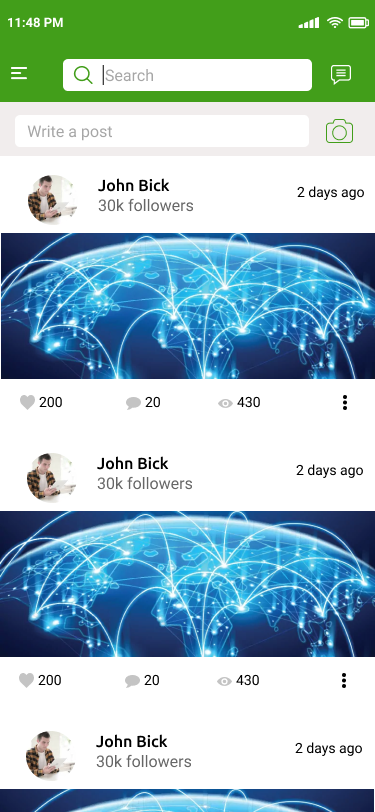 11:48 PM
Search
Write a post
John Bick
30k followers
2 days ago
200
20
430
John Bick
30k followers
2 days ago
200
20
430
John Bick
30k followers
2 days ago